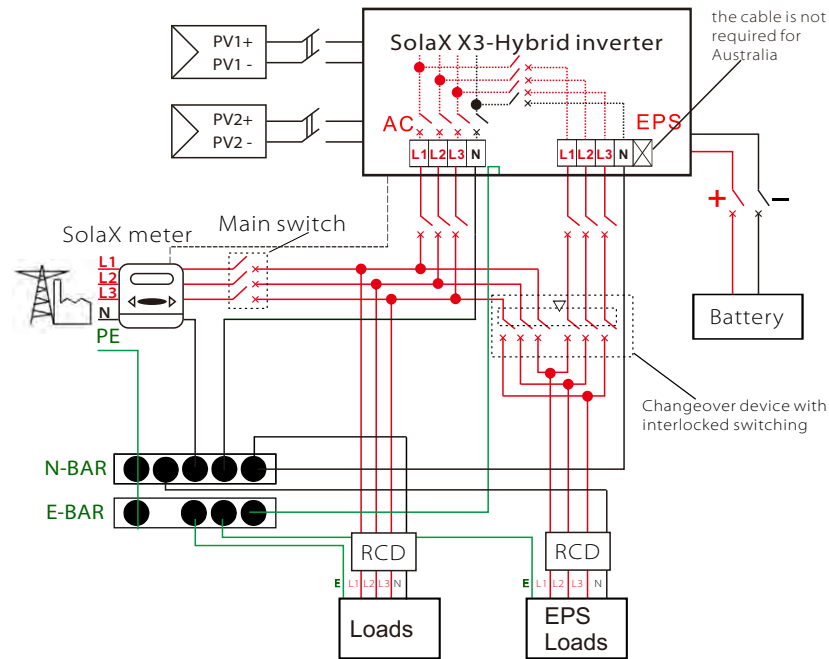 the cable is not
required for
Australia
PV1+
PV1 -
SolaX X3-Hybrid inverter
PV2+
PV2 -
AC
EPS
L1 L2 L3 N
L1 L2 L3 N
+
−
SolaX meter
Main switch
L1
L2
L3
N
PE
Battery
Changeover device with
interlocked switching
N-BAR
E-BAR
RCD
RCD
E L1 L2 L3 N
E L1 L2 L3 N
Loads
EPS
Loads